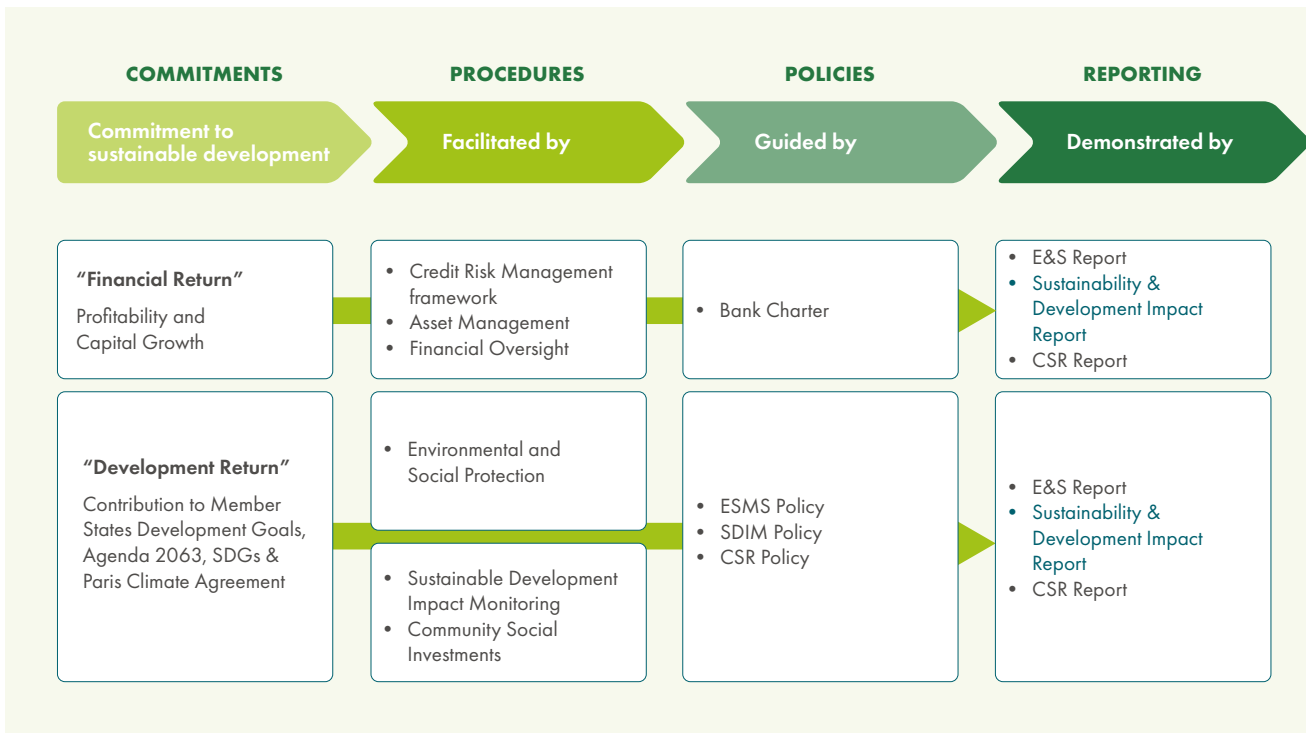 COMMITMENTS
PROCEDURES
POLICIES
REPORTING
Commitment to
sustainable development
Facilitated by
Guided by
Demonstrated by
“Financial Return”
Profitability and
Capital Growth
• Credit Risk Management
framework
• Asset Management
• Financial Oversight
• Bank Charter
• E&S Report
• Sustainability &
Development Impact
Report
• CSR Report
“Development Return”
Contribution to Member
States Development Goals,
Agenda 2063, SDGs &
Paris Climate Agreement
• Environmental and
Social Protection
• Sustainable Development
Impact Monitoring
• Community Social
Investments
• ESMS Policy
• SDIM Policy
• CSR Policy
• E&S Report
• Sustainability &
Development Impact
Report
• CSR Report